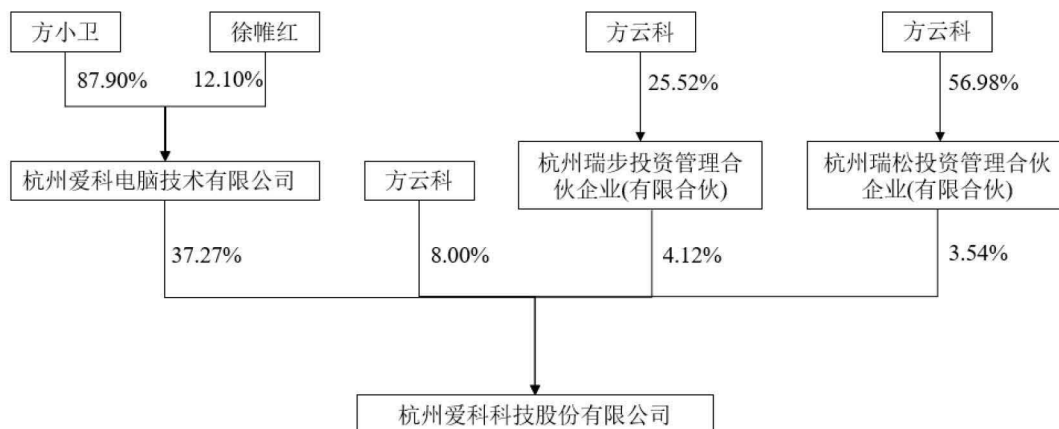 方小卫
徐帷红
方云科
方云科
87.90%
12.10%
25.52%
56.98%
杭州爱科电脑技术有限公司
方云科
杭州瑞步投资管理合
伙企业(有限合伙)
杭州瑞松投资管理合伙
企业(有限合伙)
37.27%
8.00%
4.12%
3.54%
杭州爱科科技股份有限公司